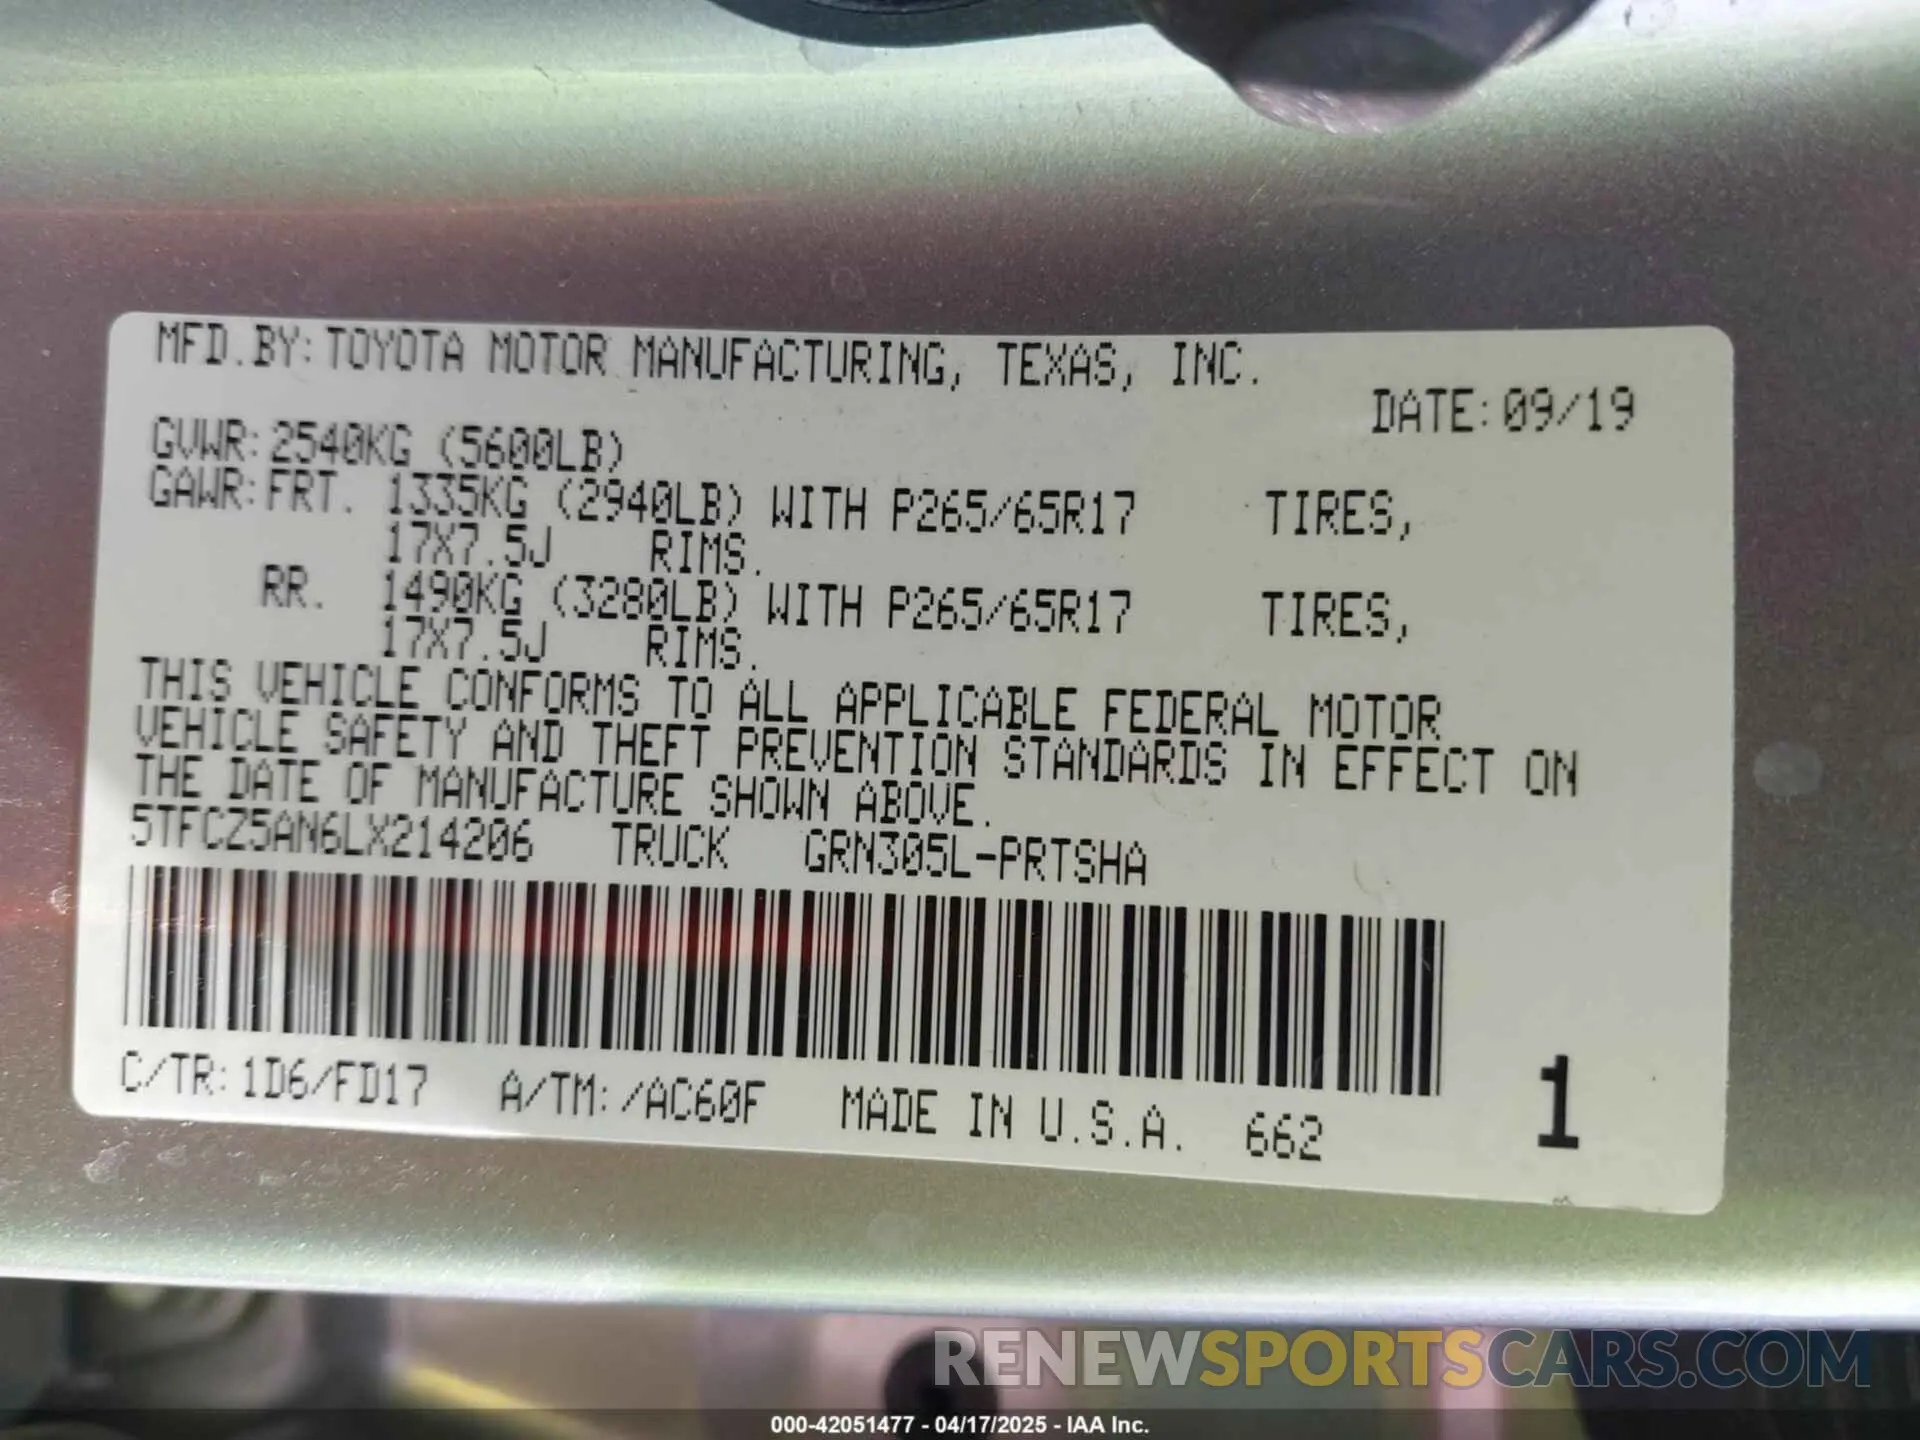 MFD.BY:TOYOTA MOTOR MANUFACTURING, TEXAS, INC.
DATE:09/19
GVWR:2540KG (5600LB)
GAWR:FRT. 1335KG (2940LB) WITH P265/65R17 TIRES,
17X7.5J RIMS.
RR. 1490KG (3280LB) WITH P265/65R17 TIRES,
17X7.5J RIMS.
THIS VEHICLE CONFORMS TO ALL APPLICABLE FEDERAL MOTOR
VEHICLE SAFETY AND THEFT PREVENTION STANDARDS IN EFFECT ON
THE DATE OF MANUFACTURE SHOWN ABOVE.
5TFCZ5AN6LX214206 TRUCK GRN305L-PRTSHA
C/TR:1D6/FD17 A/TM:/AC60F MADE IN U.S.A. 662
1
RENEWSPORTSCARS.COM
000-42051477 - 04/17/2025 - IAA Inc.